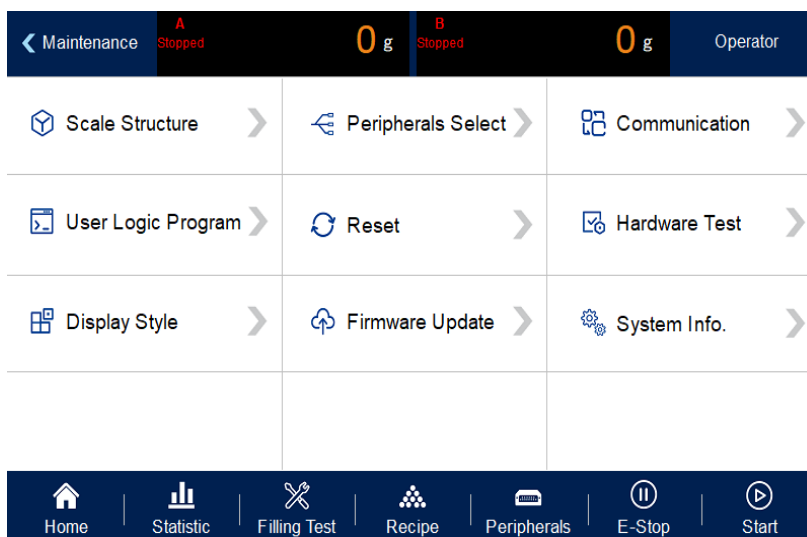 Maintenance
A
Stopped
0 g
B
Stopped
0 g
Operator
Scale Structure
Peripherals Select
Communication
User Logic Program
Reset
Hardware Test
Display Style
Firmware Update
System Info.
Home
Statistic
Filling Test
Recipe
Peripherals
E-Stop
Start